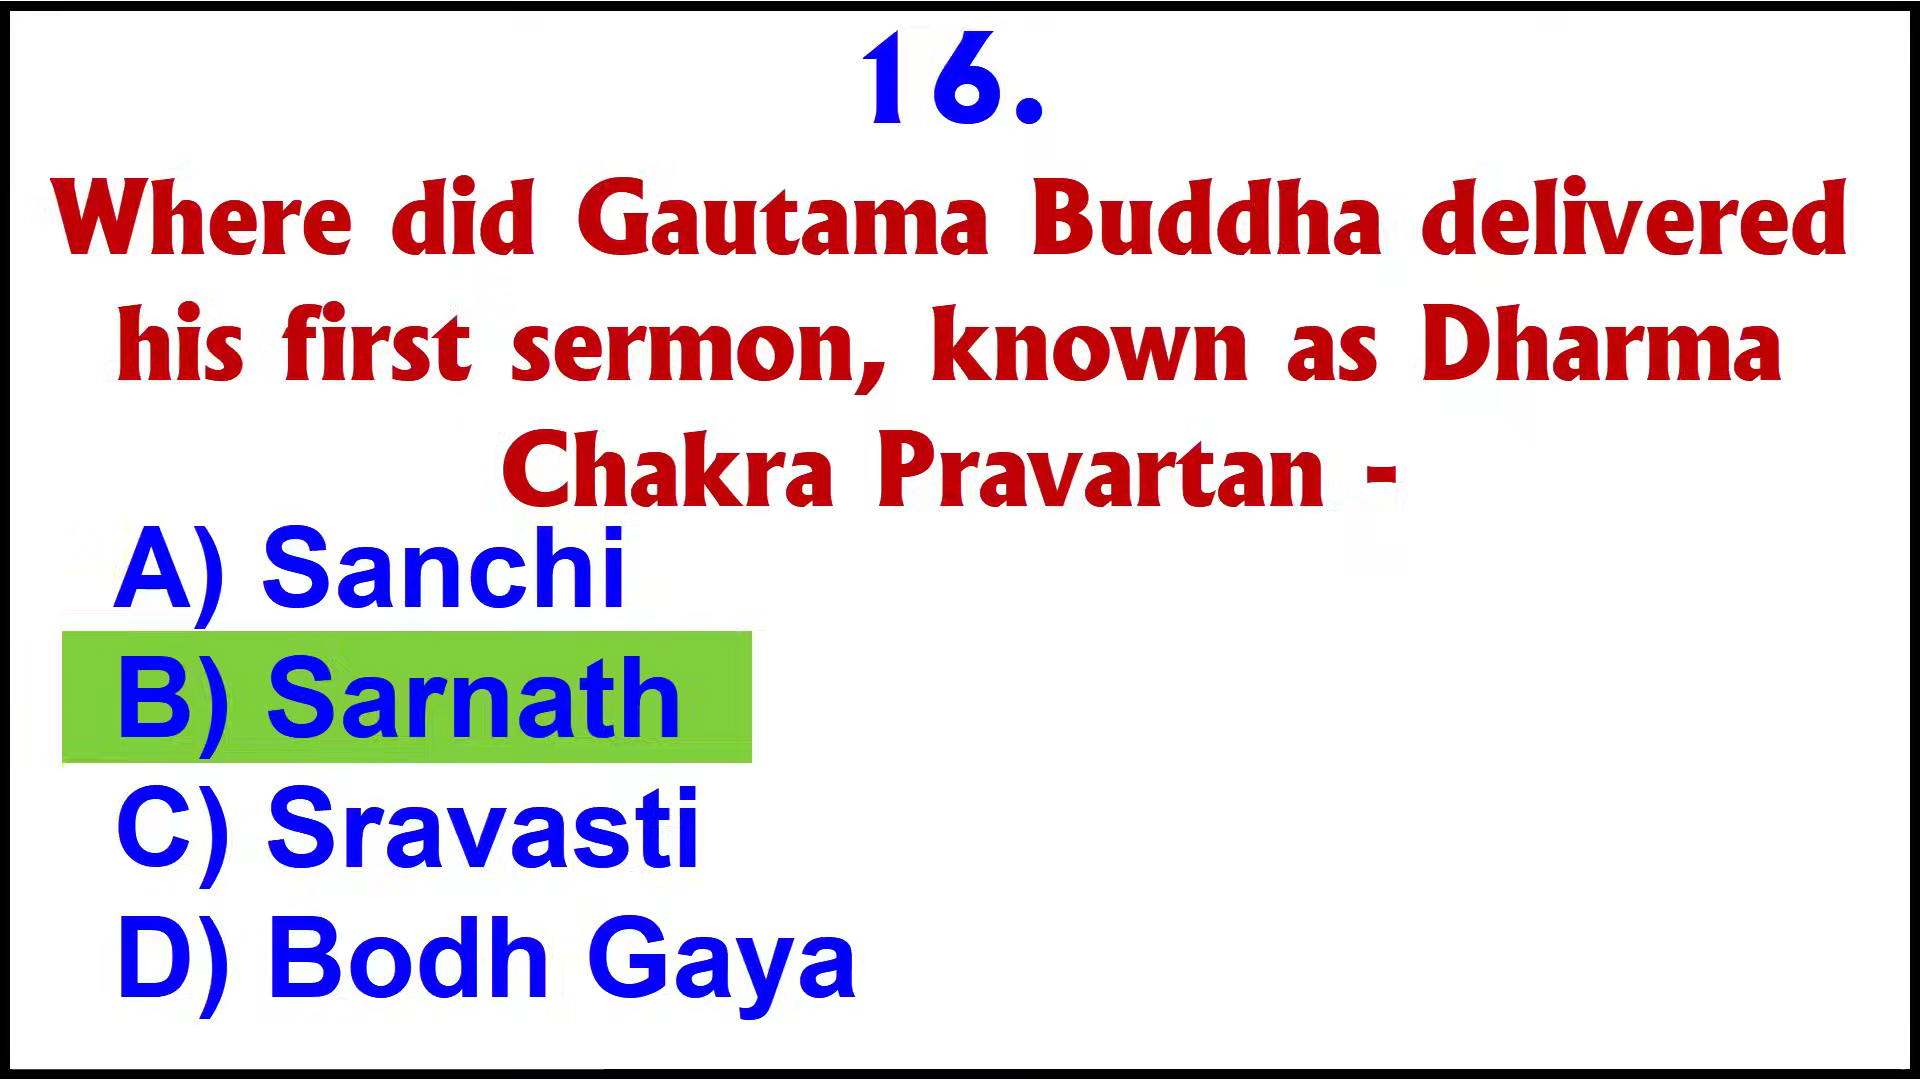 16.
Where did Gautama Buddha delivered
his first sermon, known as Dharma
Chakra Pravartan -
A) Sanchi
B) Sarnath
C) Sravasti
D) Bodh Gaya